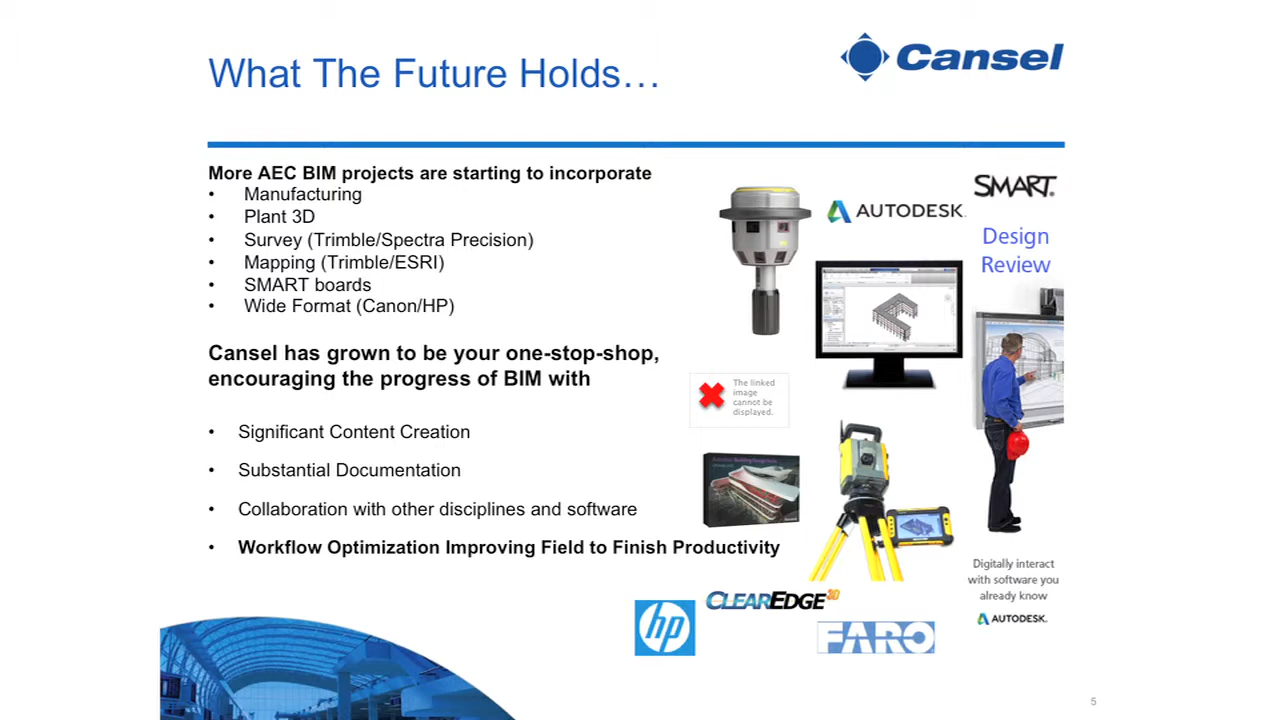 What The Future Holds…
Cansel
More AEC BIM projects are starting to incorporate
• Manufacturing
• Plant 3D
• Survey (Trimble/Spectra Precision)
• Mapping (Trimble/ESRI)
• SMART boards
• Wide Format (Canon/HP)
Cansel has grown to be your one-stop-shop,
encouraging the progress of BIM with
• Significant Content Creation
• Substantial Documentation
• Collaboration with other disciplines and software
• Workflow Optimization Improving Field to Finish Productivity
SMART
AUTODESK.
Design
Review
The linked
image
cannot be
displayed.
Digitally interact
with software you
already know
AUTODESK.
CLEAREDGE3D
hp
FARO
5